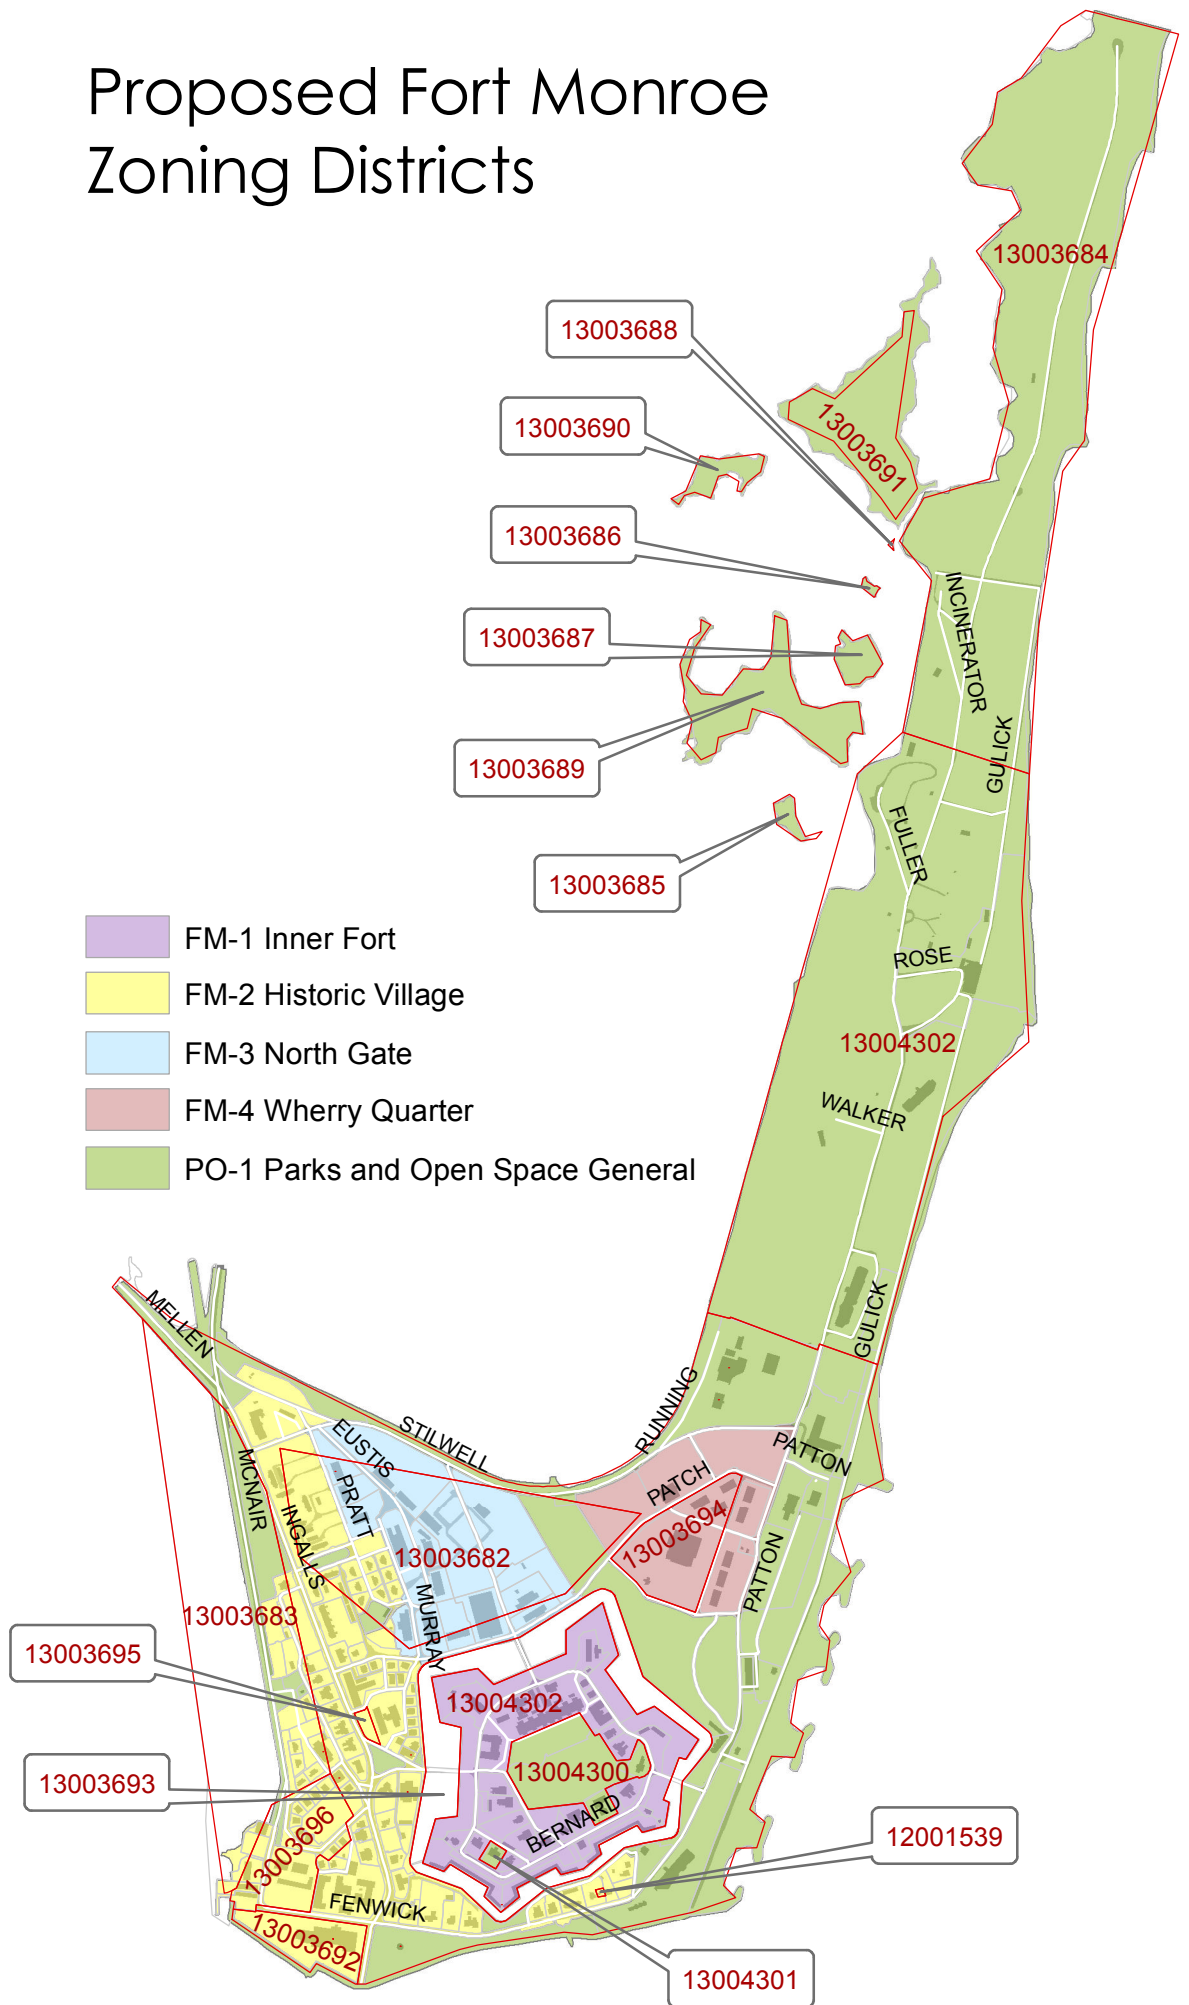 Proposed Fort Monroe
Zoning Districts
13003684
13003688
13003690
13003691
13003686
INCINERATOR
13003687
GULICK
13003689
FULLER
13003685
FM-1 Inner Fort
ROSE
FM-2 Historic Village
13004302
FM-3 North Gate
WALKER
FM-4 Wherry Quarter
PO-1 Parks and Open Space General
MELLEN
GULICK
RUNNING
STILWELL
EUSTIS
PATTON
PATCH
MCNAIR
PRATT
INGALLS
13003694
13003682
PATTON
MURRAY
13003683
13003695
13004302
13004300
13003693
BERNARD
12001539
13003696
FENWICK
13003692
13004301